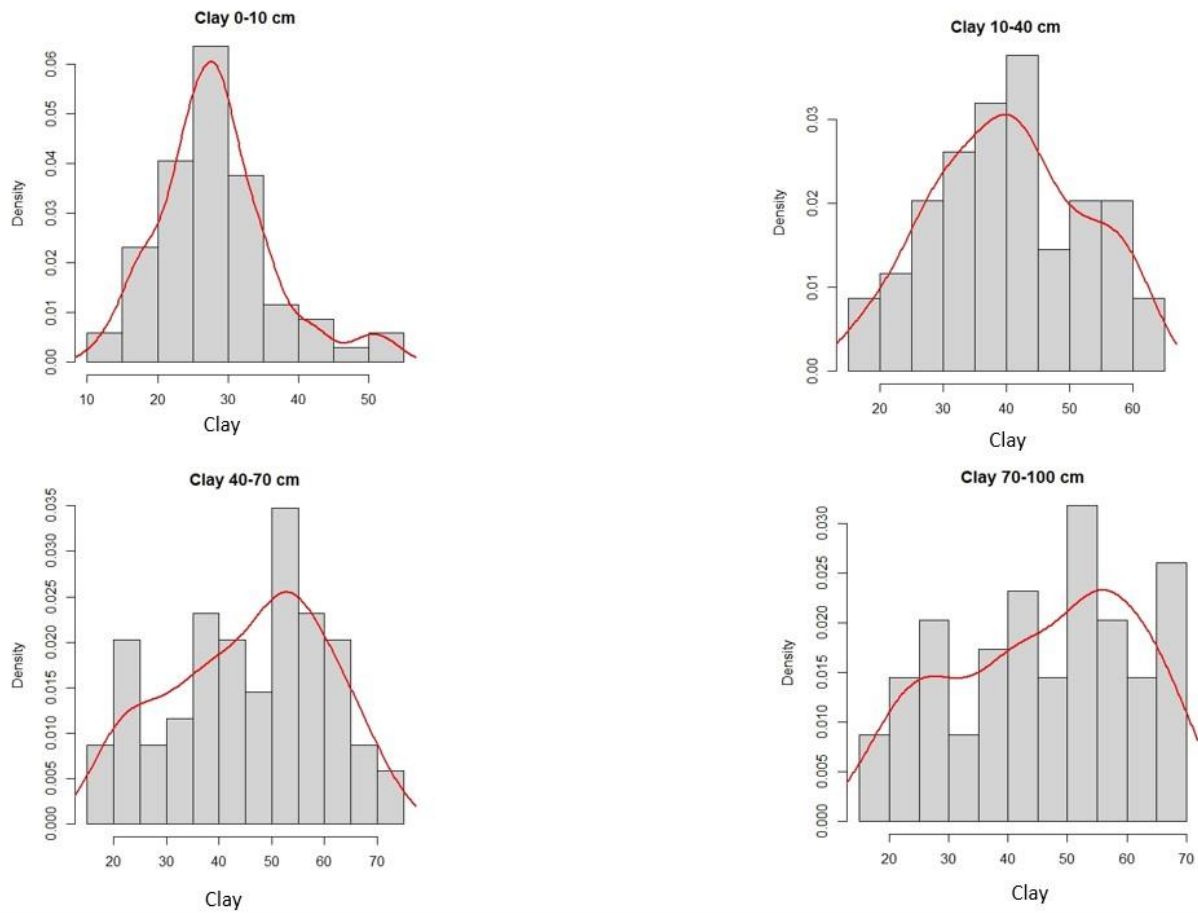 Clay 0-10 cm
Density
0.00 0.01 0.02 0.03 0.04 0.05 0.06
10 20 30 40 50
Clay
Clay 10-40 cm
Density
0.00 0.01 0.02 0.03
20 30 40 50 60
Clay
Clay 40-70 cm
Density
0.000 0.005 0.010 0.015 0.020 0.025 0.030 0.035
20 30 40 50 60 70
Clay
Clay 70-100 cm
Density
0.000 0.005 0.010 0.015 0.020 0.025 0.030
20 30 40 50 60 70
Clay